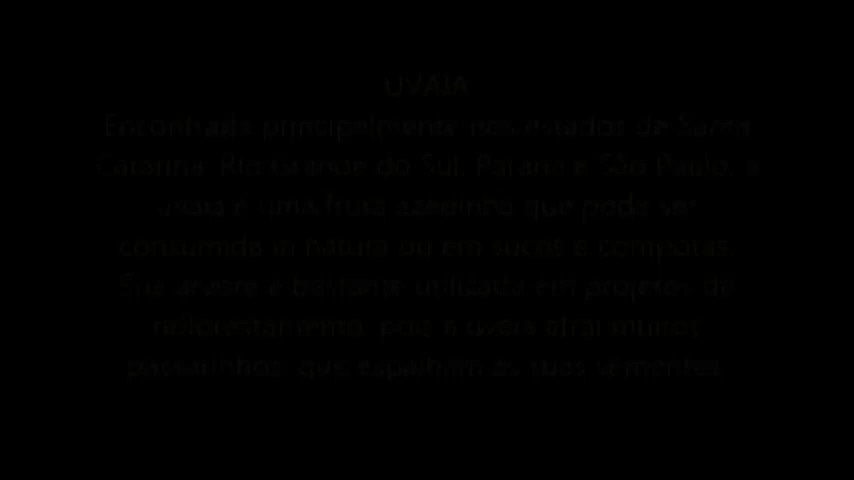 UVAIA
Encontrada principalmente nos estados de Santa
Catarina, Rio Grande do Sul, Paraná e São Paulo, a
uvaia é uma fruta azedinha que pode ser
consumida in natura ou em sucos e compotas.
Sua árvore é bastante utilizada em projetos de
reflorestamento, pois a uvaia atrai muitos
passarinhos, que espalham as suas sementes.